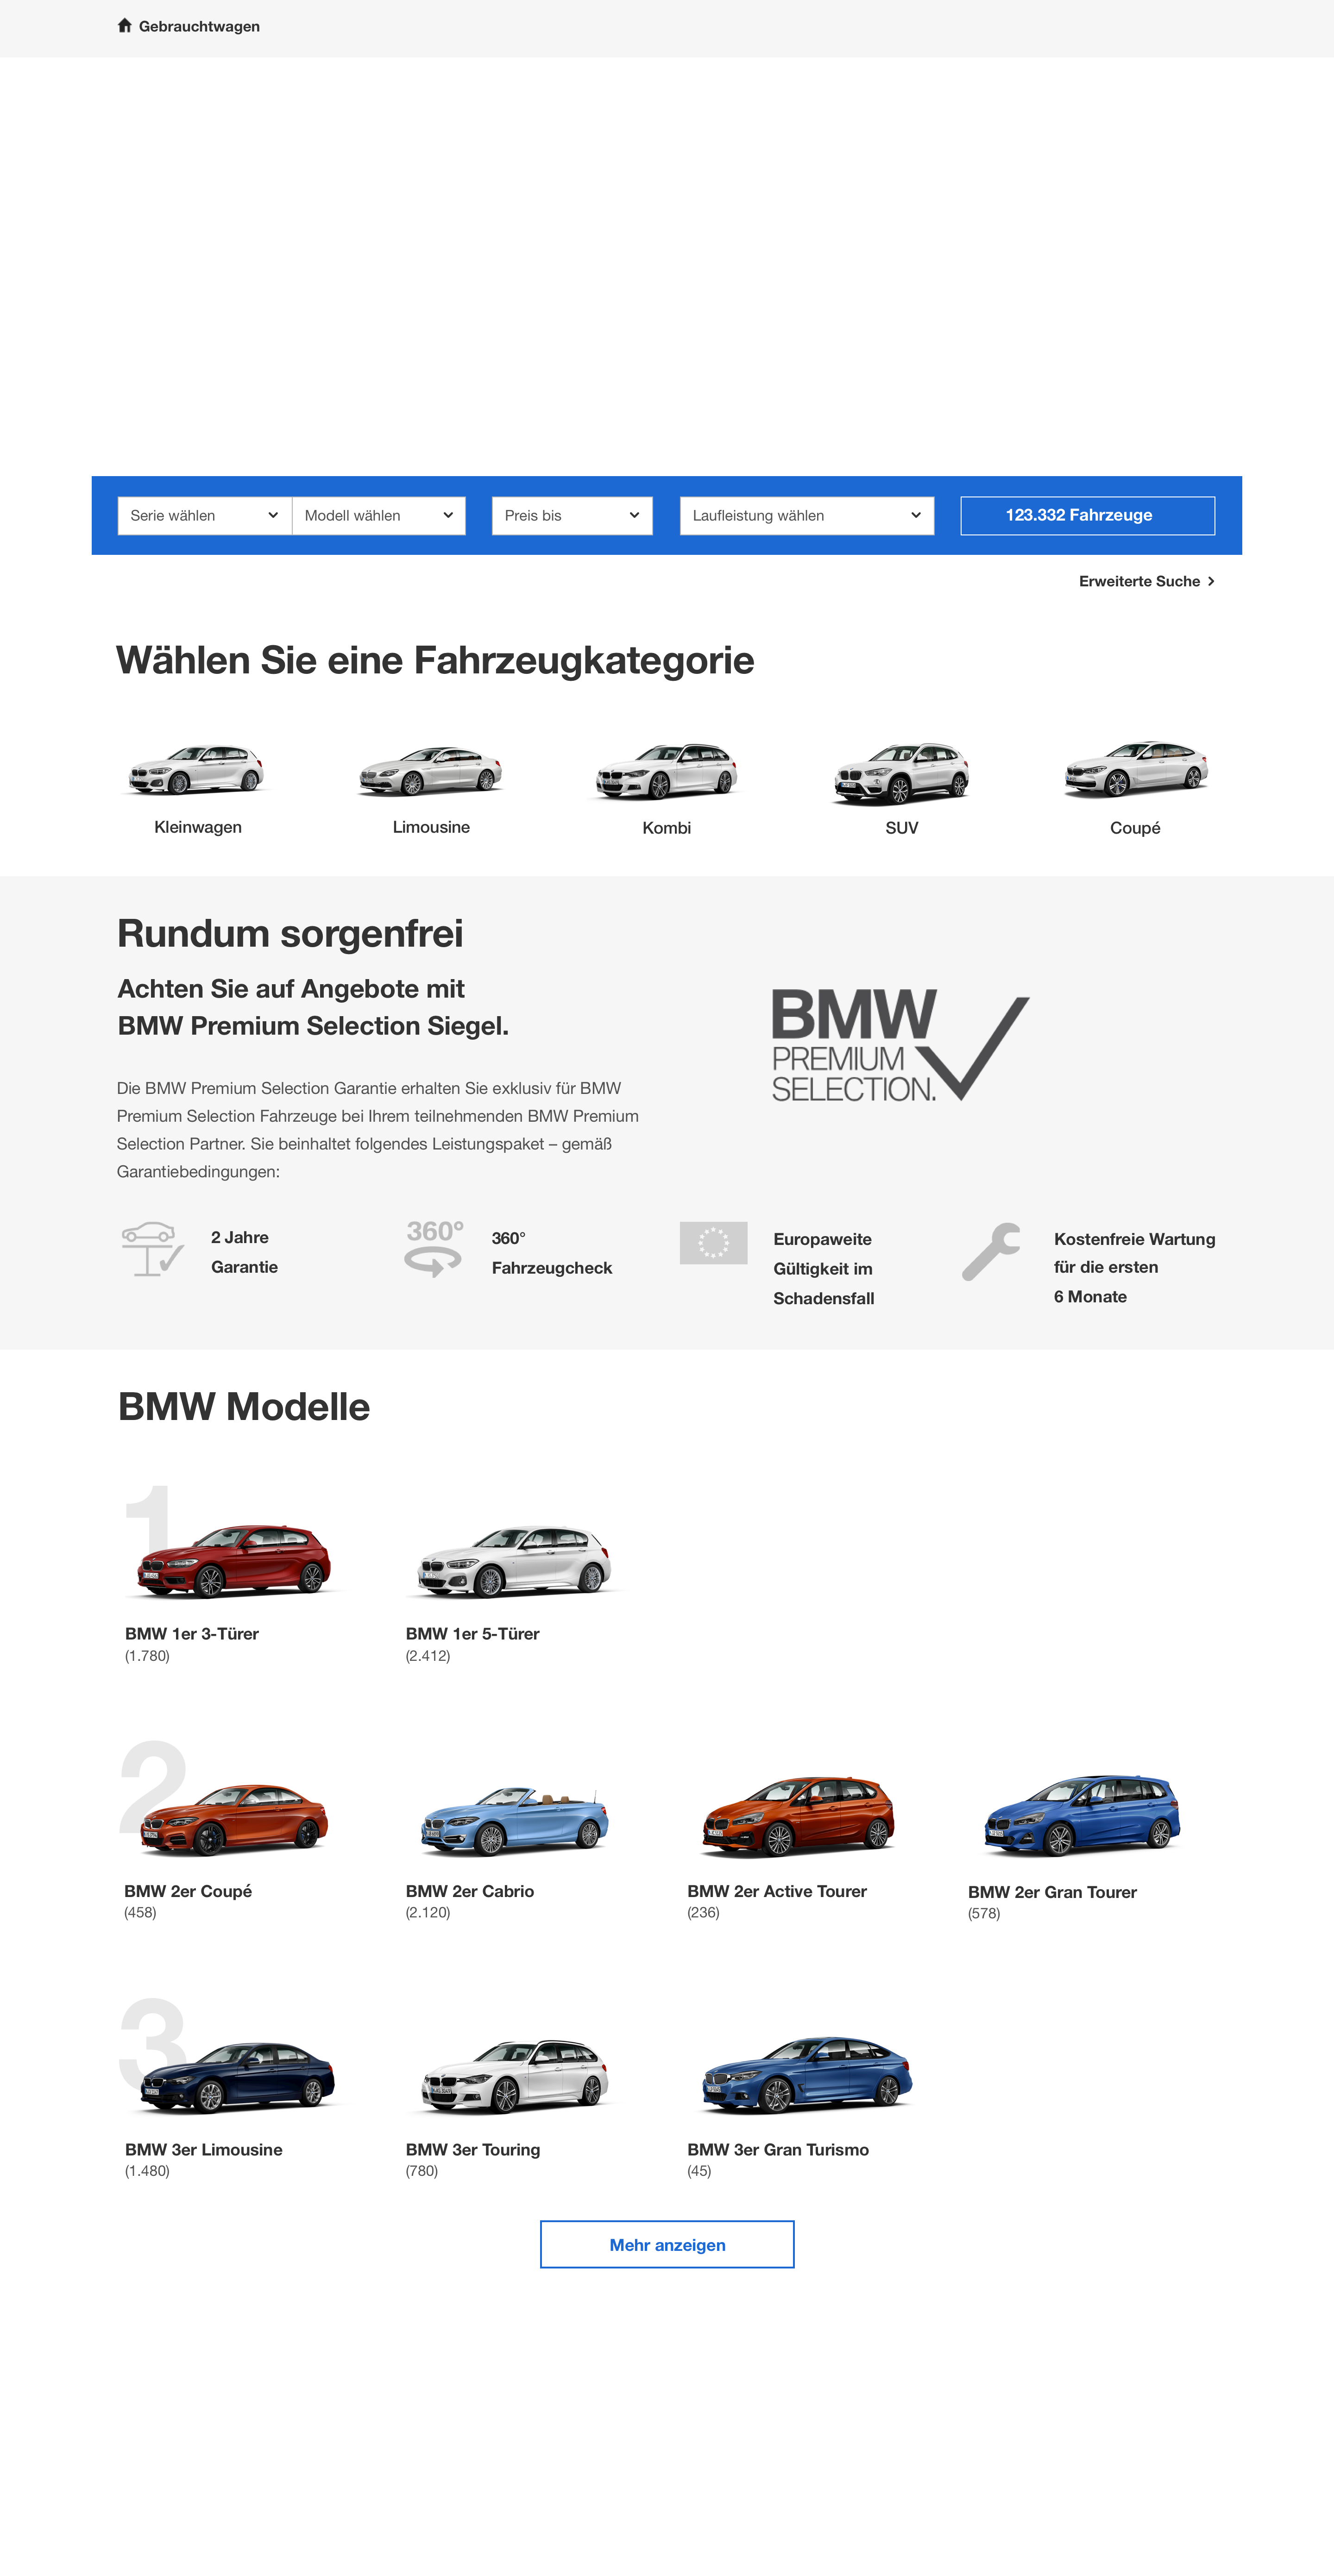 Gebrauchtwagen
Serie wählen
Modell wählen
Preis bis
Laufleistung wählen
123.332 Fahrzeuge
Erweiterte Suche
Wählen Sie eine Fahrzeugkategorie
Kleinwagen
Limousine
Kombi
SUV
Coupé
Rundum sorgenfrei
Achten Sie auf Angebote mit
BMW Premium Selection Siegel.
Die BMW Premium Selection Garantie erhalten Sie exklusiv für BMW
Premium Selection Fahrzeuge bei Ihrem teilnehmenden BMW Premium
Selection Partner. Sie beinhaltet folgendes Leistungspaket – gemäß
Garantiebedingungen:
BMW
PREMIUM
SELECTION.
2 Jahre
Garantie
360°
360°
Fahrzeugcheck
Europaweite
Gültigkeit im
Schadensfall
Kostenfreie Wartung
für die ersten
6 Monate
BMW Modelle
1
BMW 1er 3-Türer
(1.780)
BMW 1er 5-Türer
(2.412)
2
BMW 2er Coupé
(458)
BMW 2er Cabrio
(2.120)
BMW 2er Active Tourer
(236)
BMW 2er Gran Tourer
(578)
3
BMW 3er Limousine
(1.480)
BMW 3er Touring
(780)
BMW 3er Gran Turismo
(45)
Mehr anzeigen